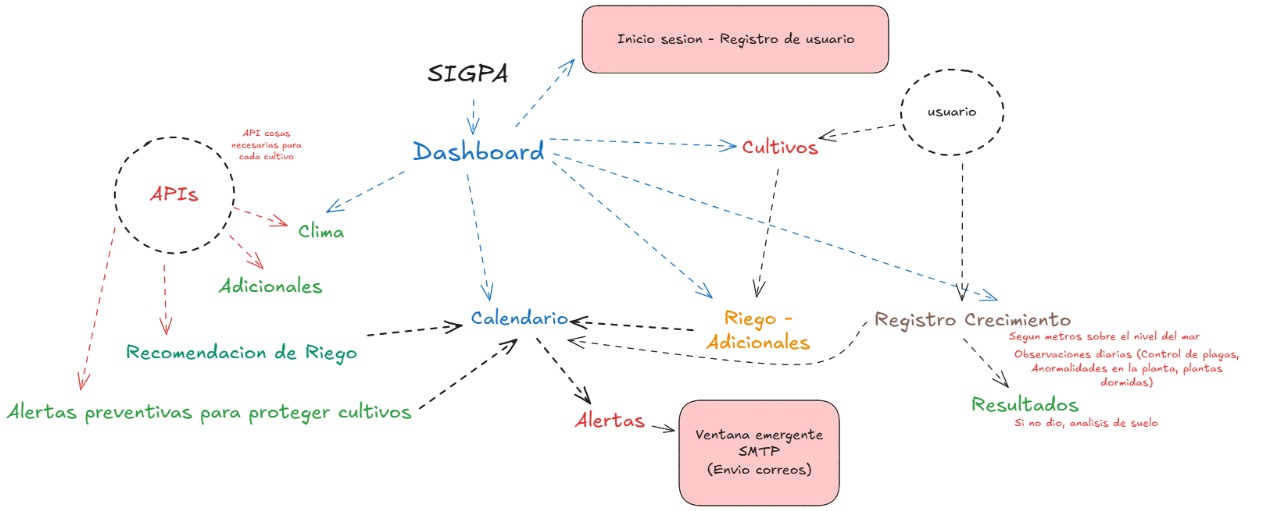 Inicio sesion - Registro de usuario
SIGPA
usuario
API cosas
necesarias para
cada cultivo
Dashboard
Cultivos
APIs
Clima
Adicionales
Calendario
Riego -
Adicionales
Registro Crecimiento
Segun metros sobre el nivel del mar
Observaciones diarias (Control de plagas,
Anormalidades en la planta, plantas
dormidas)
Recomendacion de Riego
Alertas preventivas para proteger cultivos
Resultados
Si no dio, analisis de suelo
Alertas
Ventana emergente
SMTP
(Envio correos)